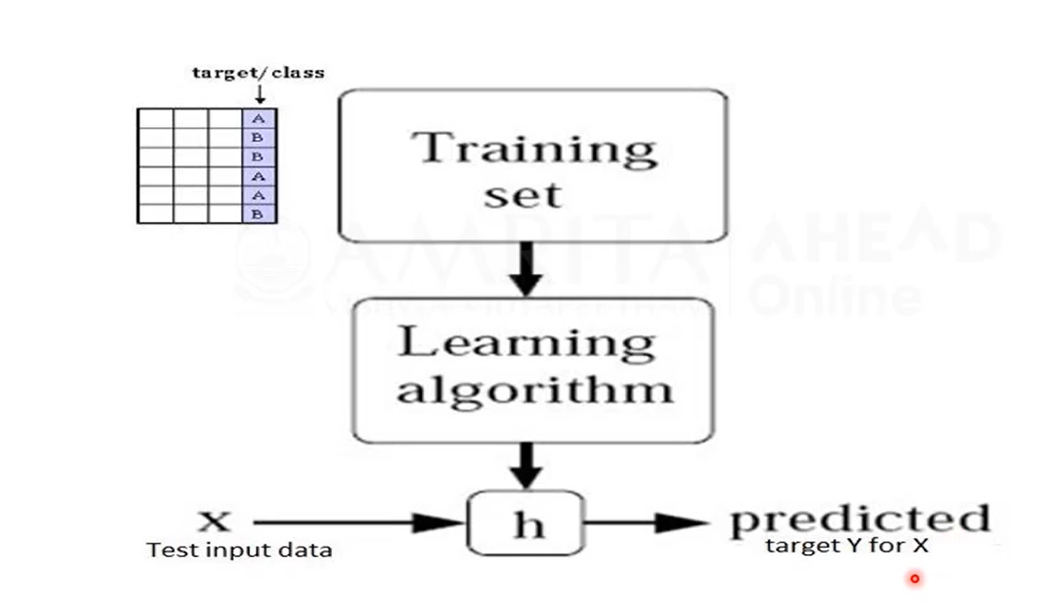 target/class
A
B
B
A
A
B
Training
set
AMRITA
AHEAD
Online
Learning
algorithm
x
h
predicted
Test input data
target Y for X